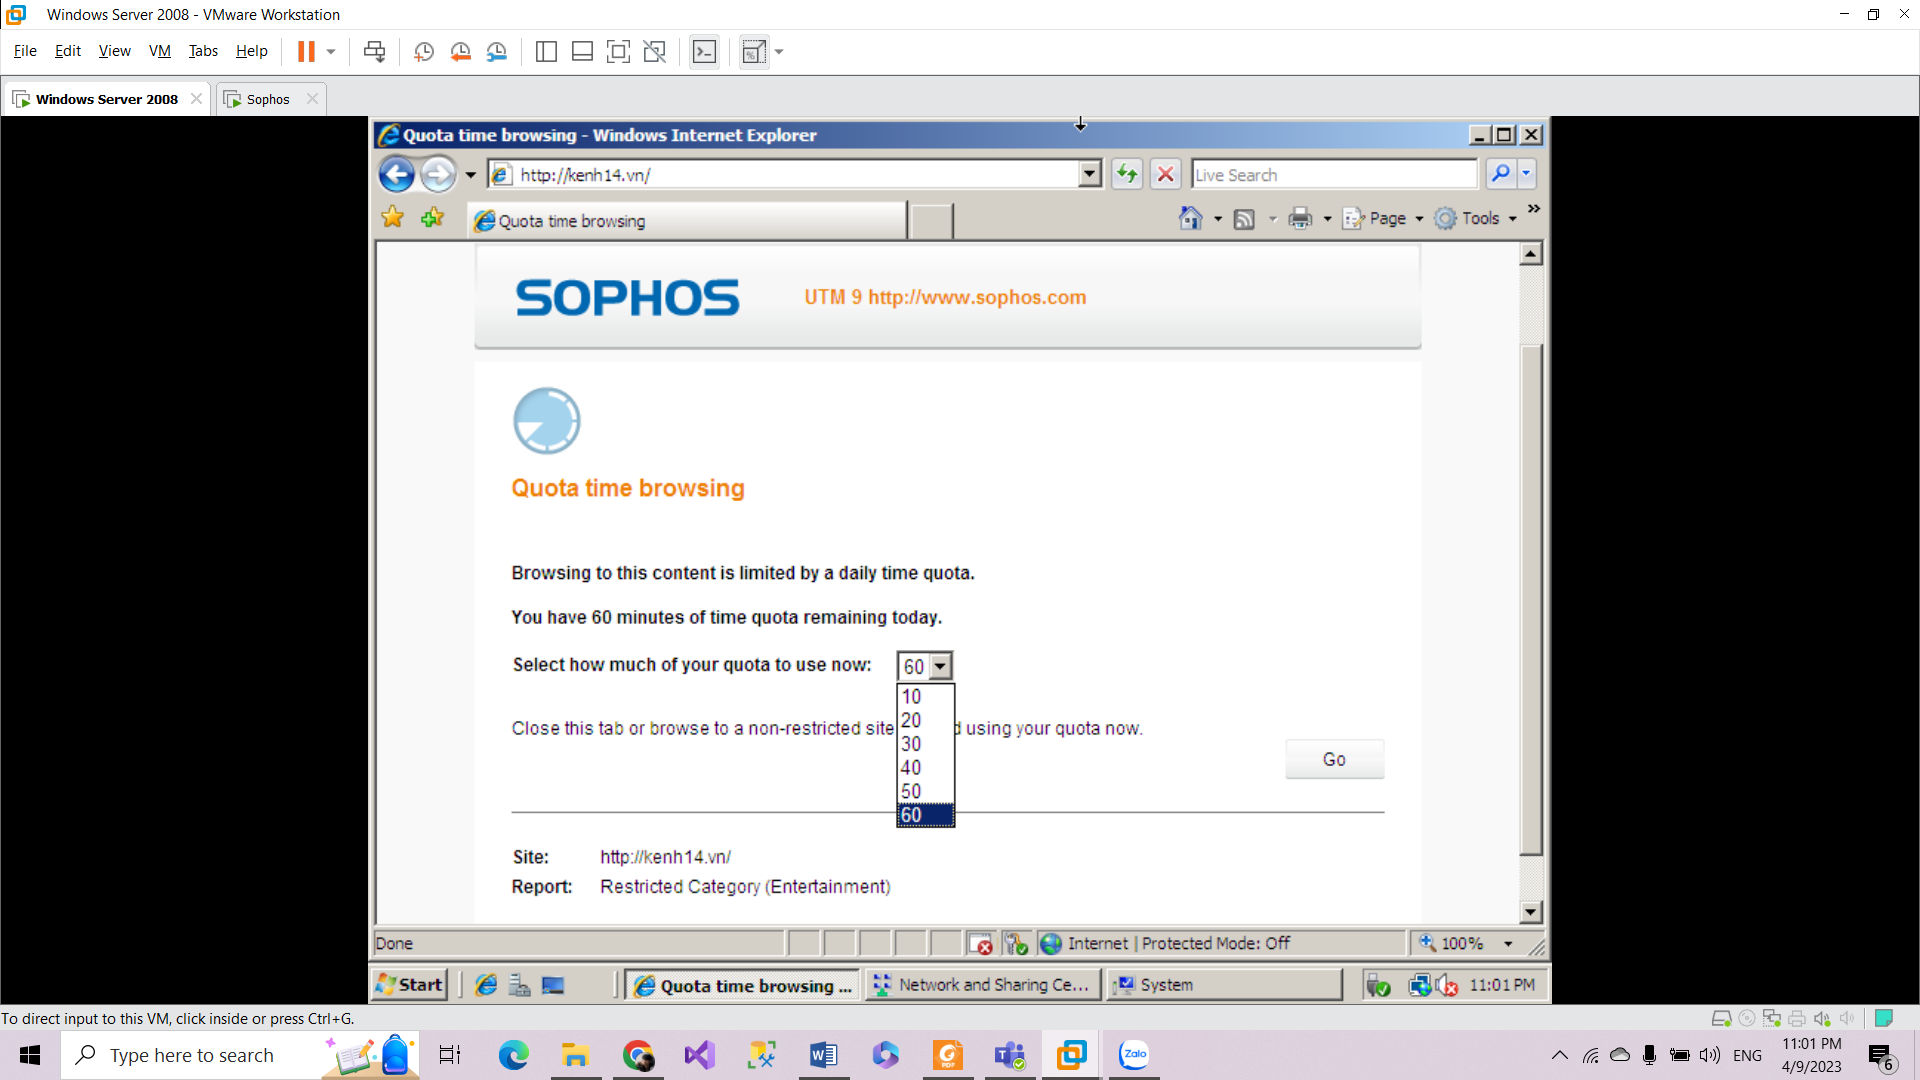 Windows Server 2008 - VMware Workstation
File Edit View VM Tabs Help
Windows Server 2008
Sophos
Quota time browsing - Windows Internet Explorer
http://kenh14.vn/
Live Search
Quota time browsing
Page
Tools
SOPHOS
UTM 9 http://www.sophos.com
Quota time browsing
Browsing to this content is limited by a daily time quota.
You have 60 minutes of time quota remaining today.
Select how much of your quota to use now: 60
10
20
30
40
50
60
Close this tab or browse to a non-restricted site
using your quota now.
Go
Site: http://kenh14.vn/
Report: Restricted Category (Entertainment)
Done
Internet | Protected Mode: Off
100%
Start
Quota time browsing ...
Network and Sharing Ce...
System
11:01 PM
To direct input to this VM, click inside or press Ctrl+G.
Type here to search
PDF
Zalo
ENG
11:01 PM
4/9/2023
6